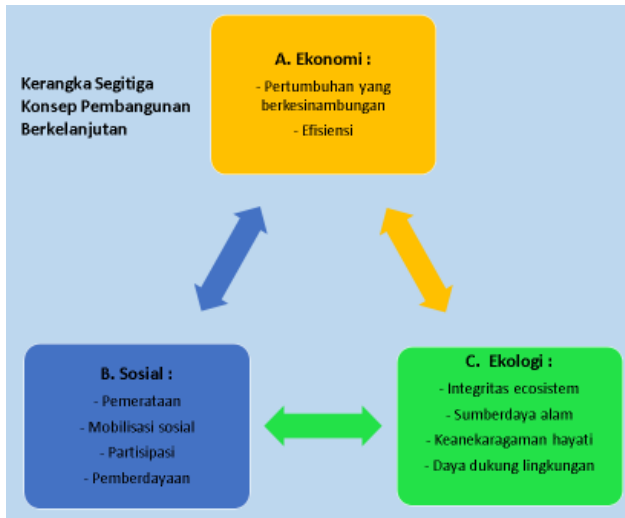 Kerangka Segitiga
Konsep Pembangunan
Berkelanjutan
A. Ekonomi :
- Pertumbuhan yang
berkesinambungan
- Efisiensi
B. Sosial :
- Pemerataan
- Mobilisasi sosial
- Partisipasi
- Pemberdayaan
C. Ekologi :
- Integritas ecosistem
- Sumberdaya alam
- Keanekaragaman hayati
- Daya dukung lingkungan